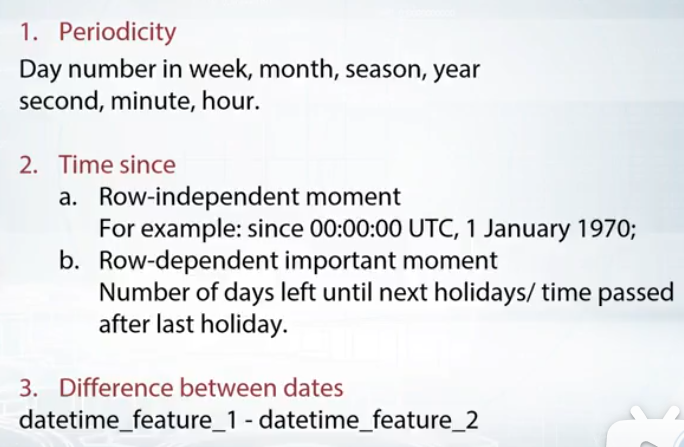 1. Periodicity
Day number in week, month, season, year
second, minute, hour.
2. Time since
a. Row-independent moment
For example: since 00:00:00 UTC, 1 January 1970;
b. Row-dependent important moment
Number of days left until next holidays/ time passed
after last holiday.
3. Difference between dates
datetime_feature_1 - datetime_feature_2